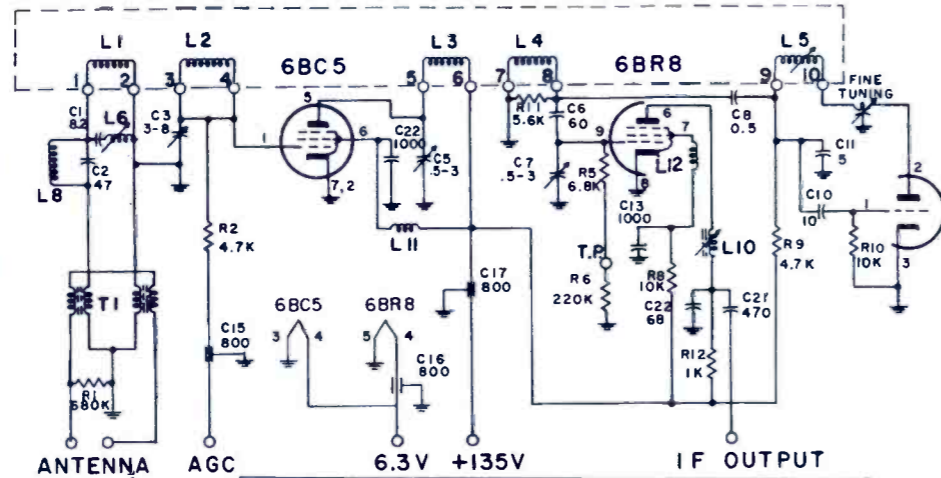 L1 L2 L3 L4 L5
6BC5 6BR8
1 2 3 4 5 6 7 8 9 10
FINE TUNING
C1 8.2
L6
C3 3-8
R11 5.6K
C6 60
C8 0.5
C11 5
L8
C2 47
5
1
6
7,2
C22 1000
C5 .5-3
C7 .5-3
9
6
7
8
R5 6.8K
L12
C13 1000
C10 10
1
2
3
R10 10K
R2 4.7K
L11
T.P.
R6 220K
R8 10K
L10
R9 4.7K
T1
C17 800
6BC5 6BR8
3 4 5 4
C22 68
C21 470
C15 800
C16 800
R12 1K
R1 680K
ANTENNA AGC 6.3V +135V IF OUTPUT